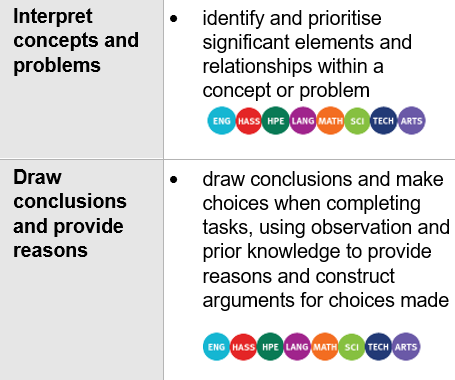 Interpret
concepts and
problems
• identify and prioritise
significant elements and
relationships within a
concept or problem
ENG HASS HPE LANG MATH SCI TECH ARTS
Draw
conclusions
and provide
reasons
• draw conclusions and make
choices when completing
tasks, using observation and
prior knowledge to provide
reasons and construct
arguments for choices made
ENG HASS HPE LANG MATH SCI TECH ARTS